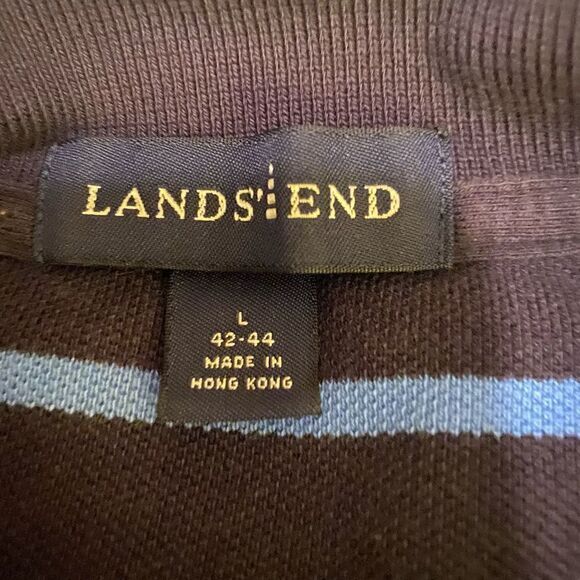 LANDS' END
L
42-44
MADE IN
HONG KONG